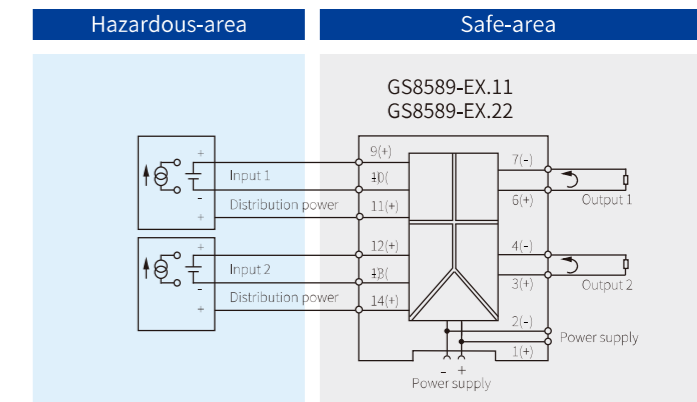 Hazardous-area
Safe-area
GS8589-EX.11
GS8589-EX.22
9(+)
7(-)
+
Input 1
-
Distribution power
11(+)
6(+)
Output 1
+
12(+)
4(-)
+
Input 2
-
Distribution power
14(+)
3(+)
Output 2
+
2(-)
Power supply
1(+)
- +
Power supply